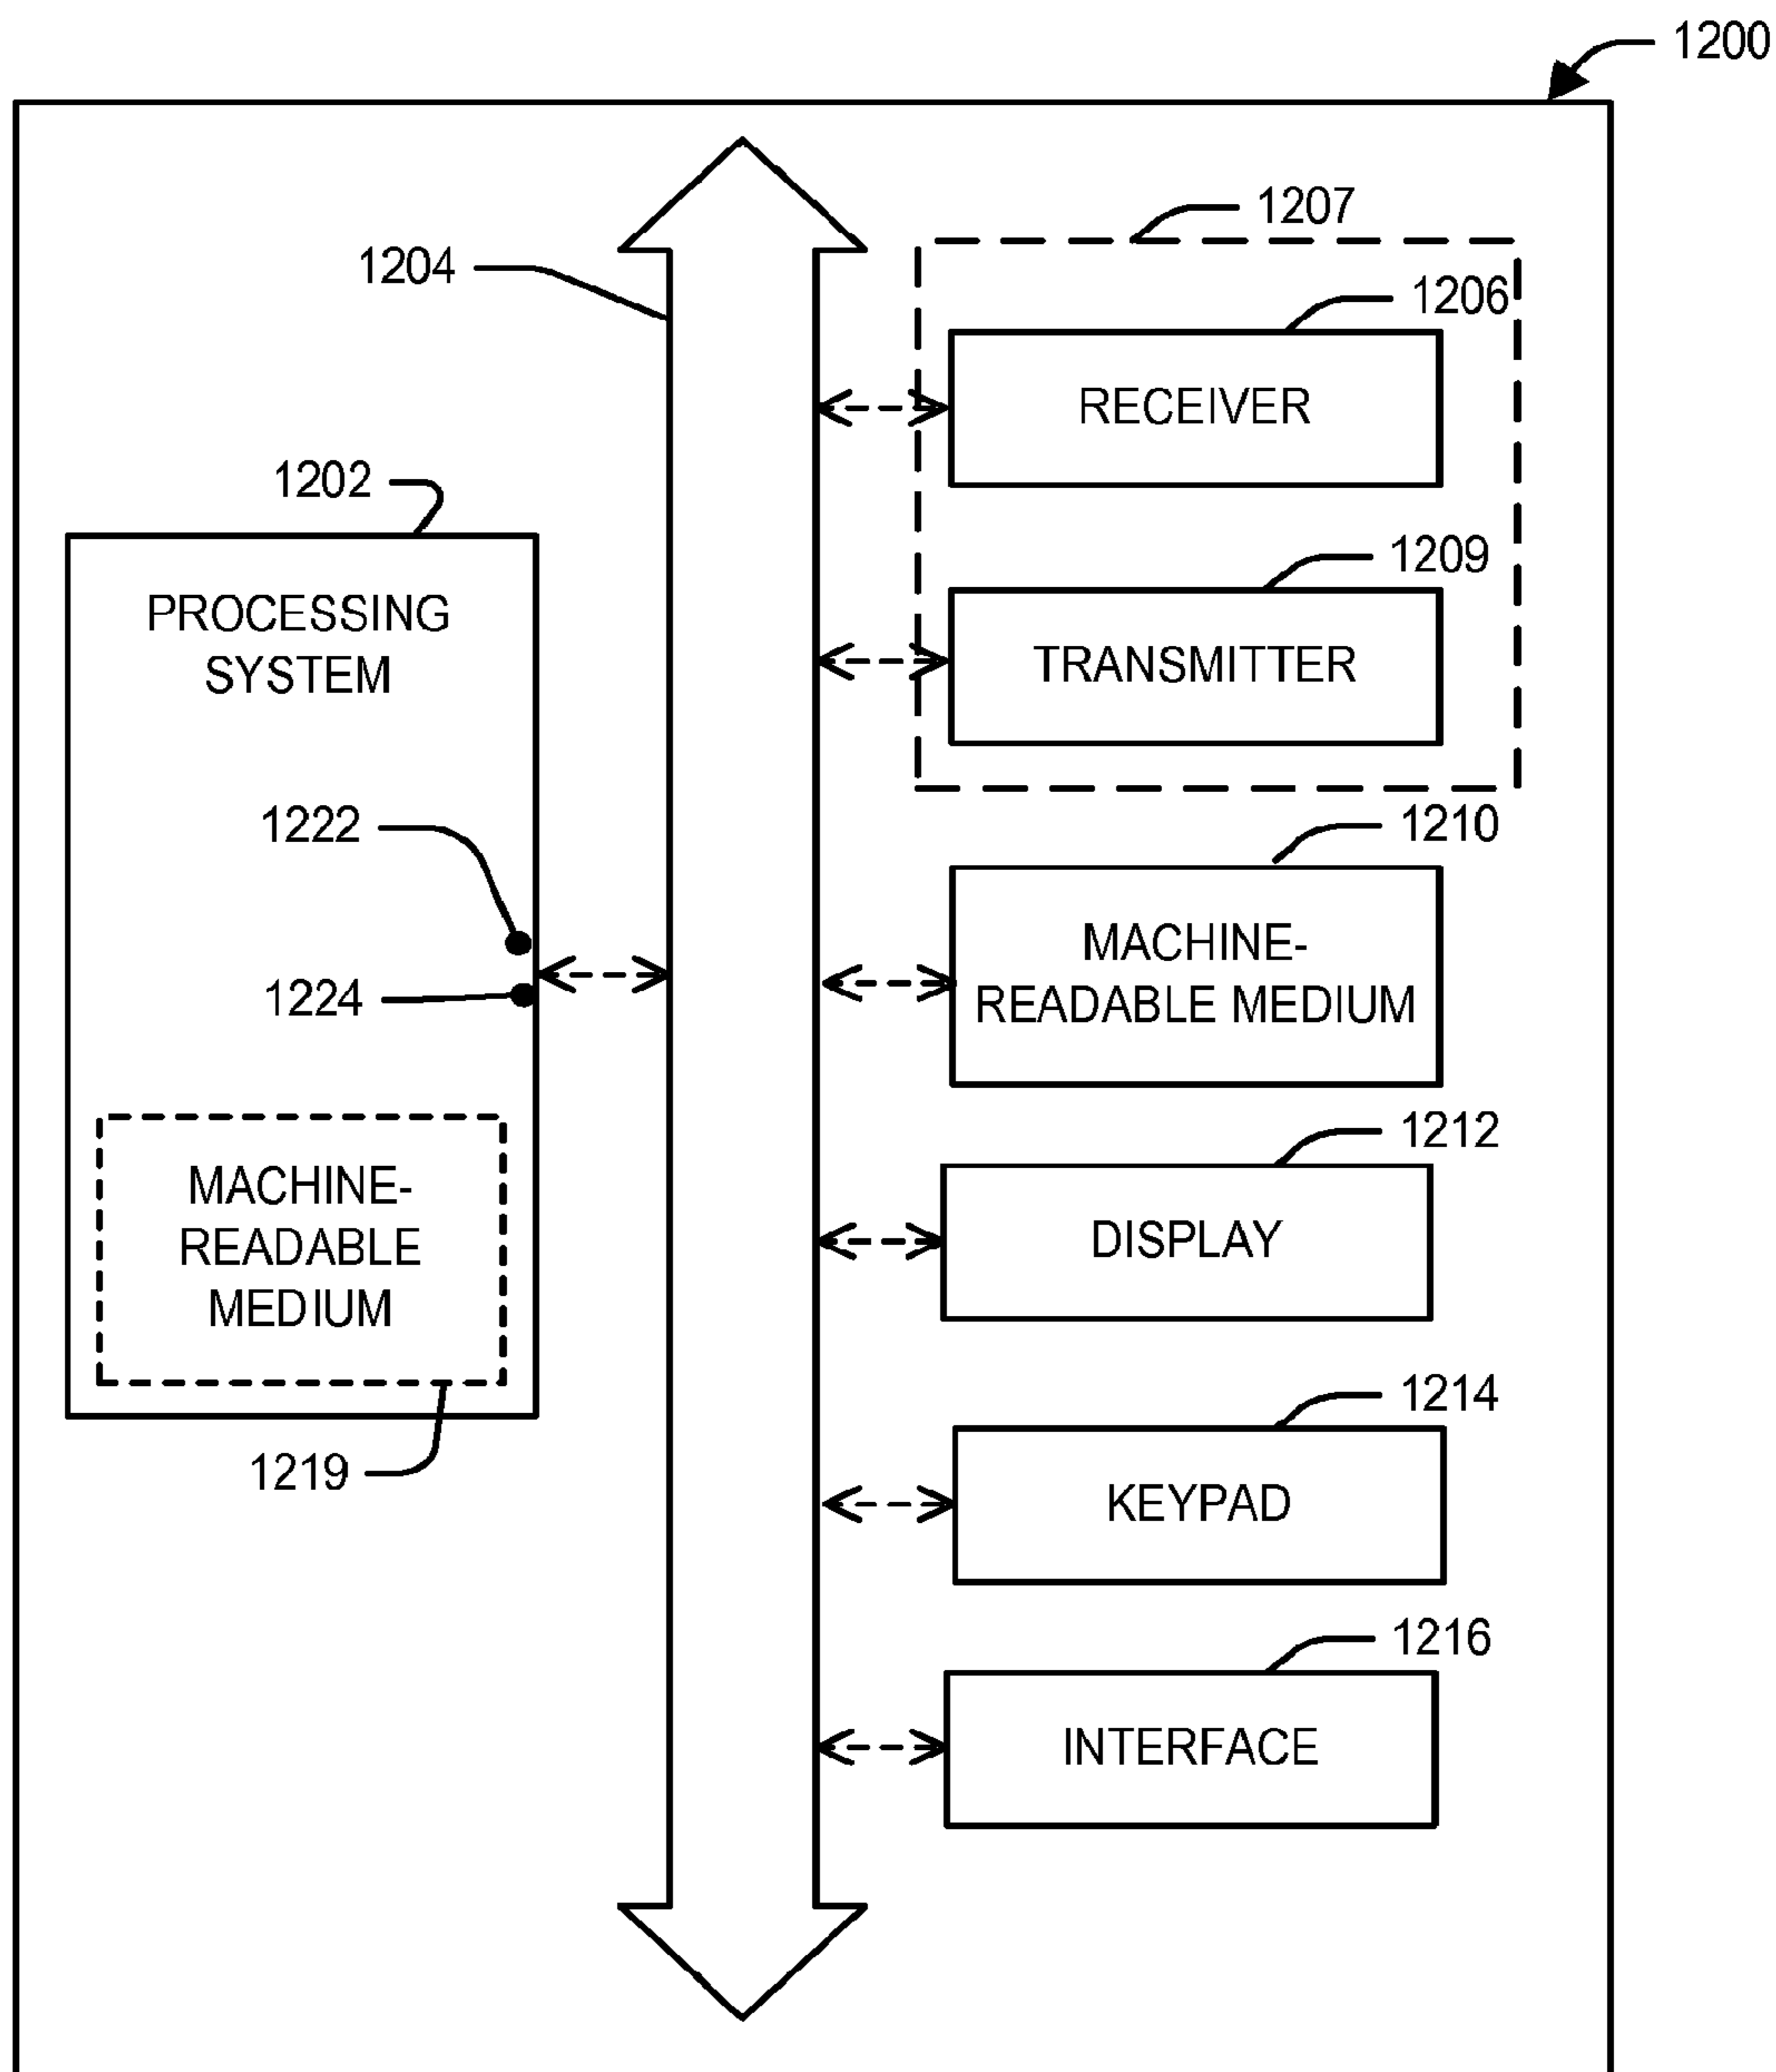 1200
1207
1204
1206
RECEIVER
1202
1209
PROCESSING
SYSTEM
TRANSMITTER
1222
1210
1224
MACHINE-
READABLE MEDIUM
1212
MACHINE-
READABLE
MEDIUM
DISPLAY
1219
1214
KEYPAD
1216
INTERFACE